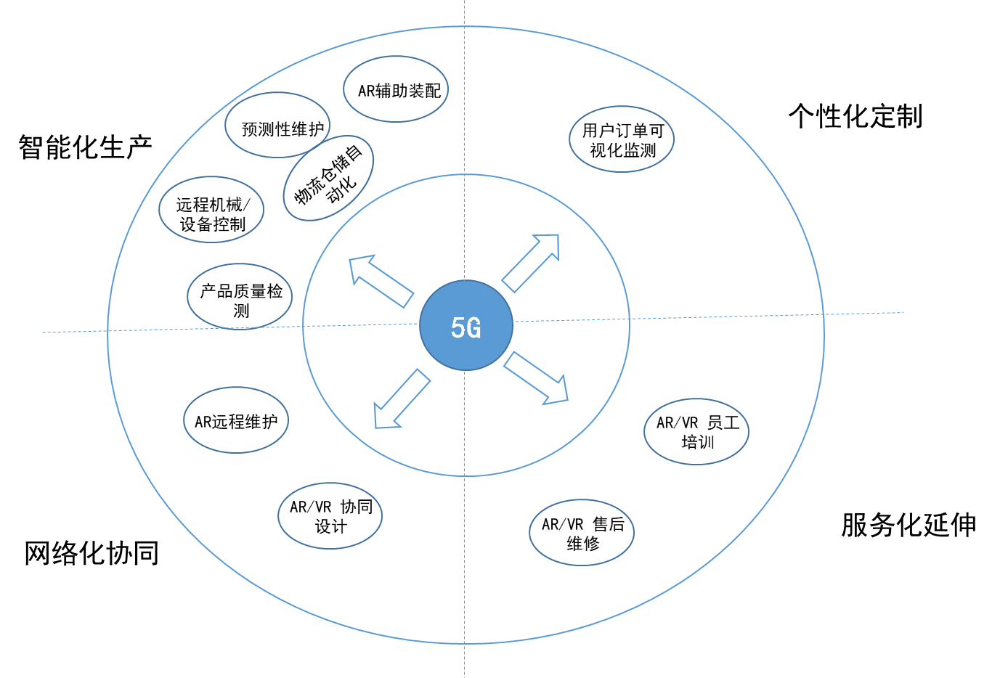 AR辅助装配
预测性维护
物流仓储自
动化
智能化生产
远程机械/
设备控制
产品质量检
测
用户订单可
视化监测
个性化定制
5G
AR远程维护
AR/VR 协同
设计
网络化协同
AR/VR 员工
培训
AR/VR 售后
维修
服务化延伸